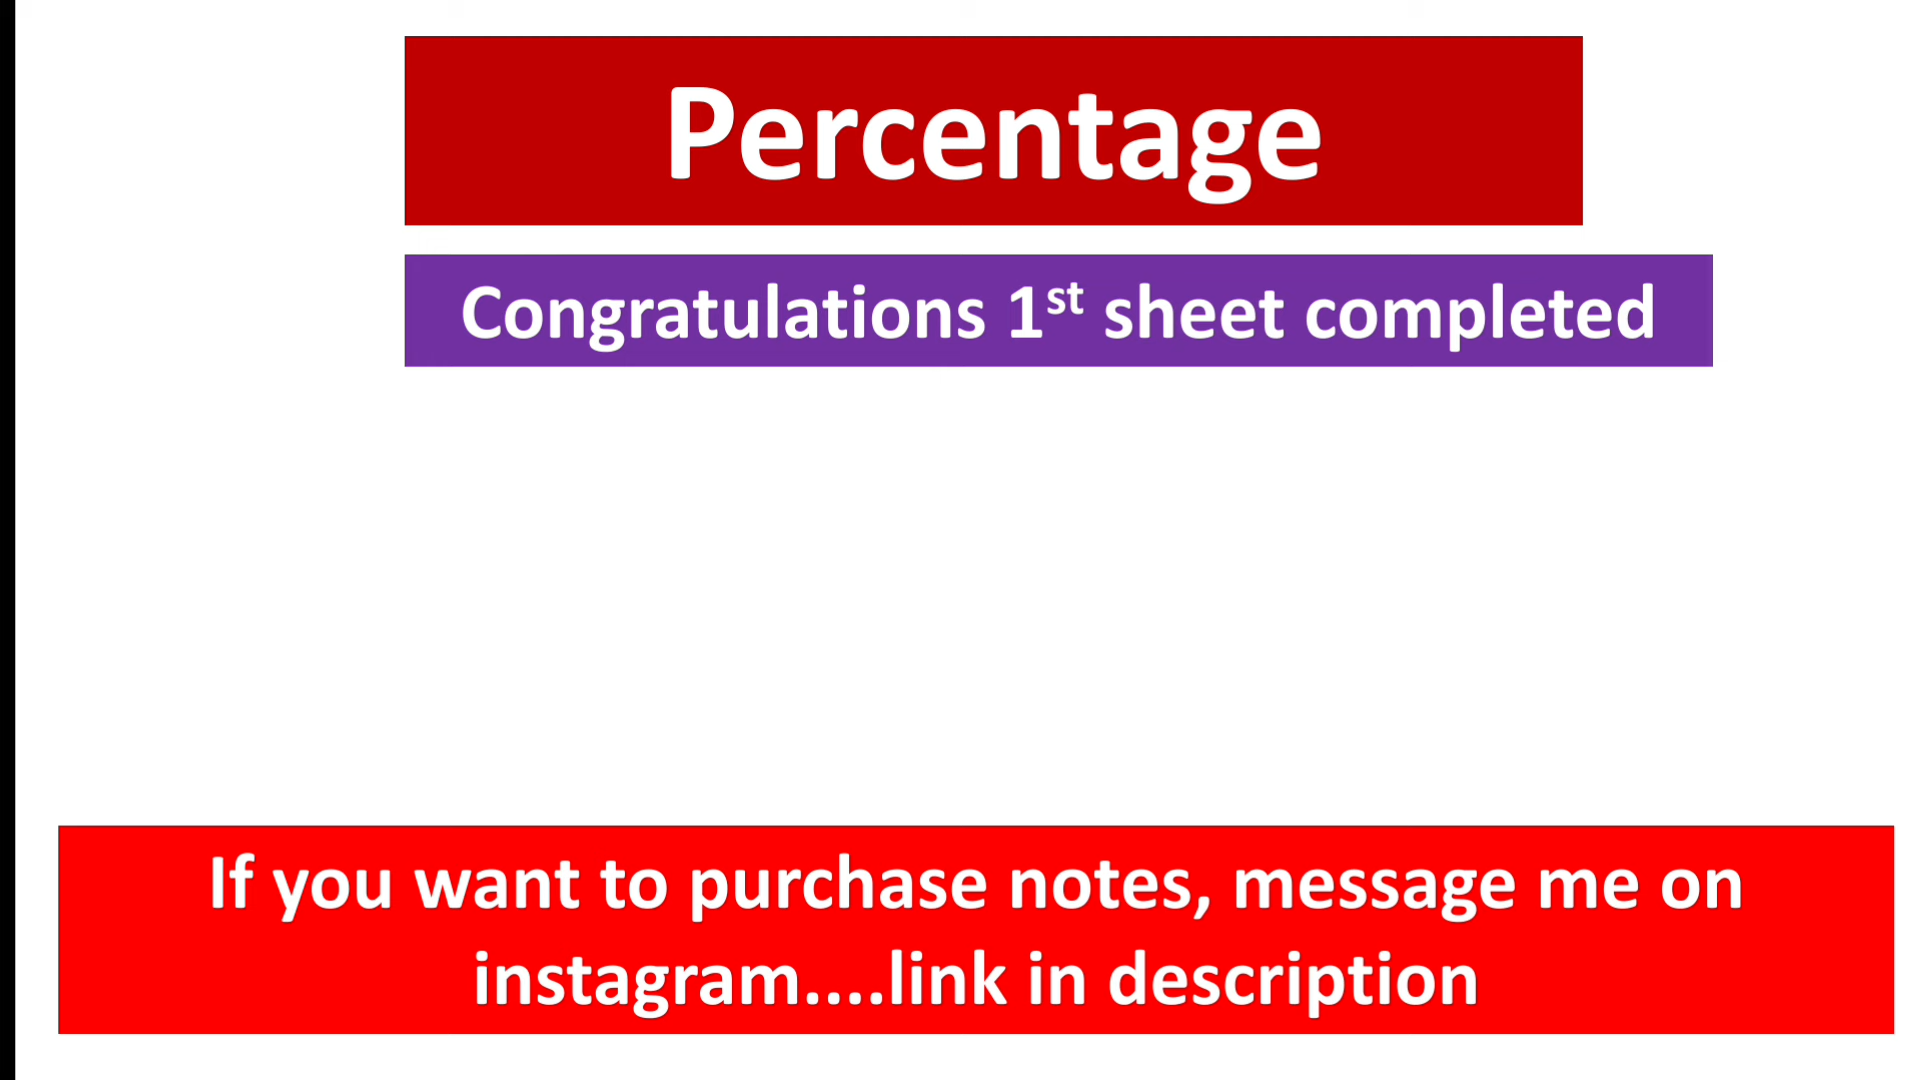 Percentage
Congratulations 1st sheet completed
If you want to purchase notes, message me on
instagram....link in description